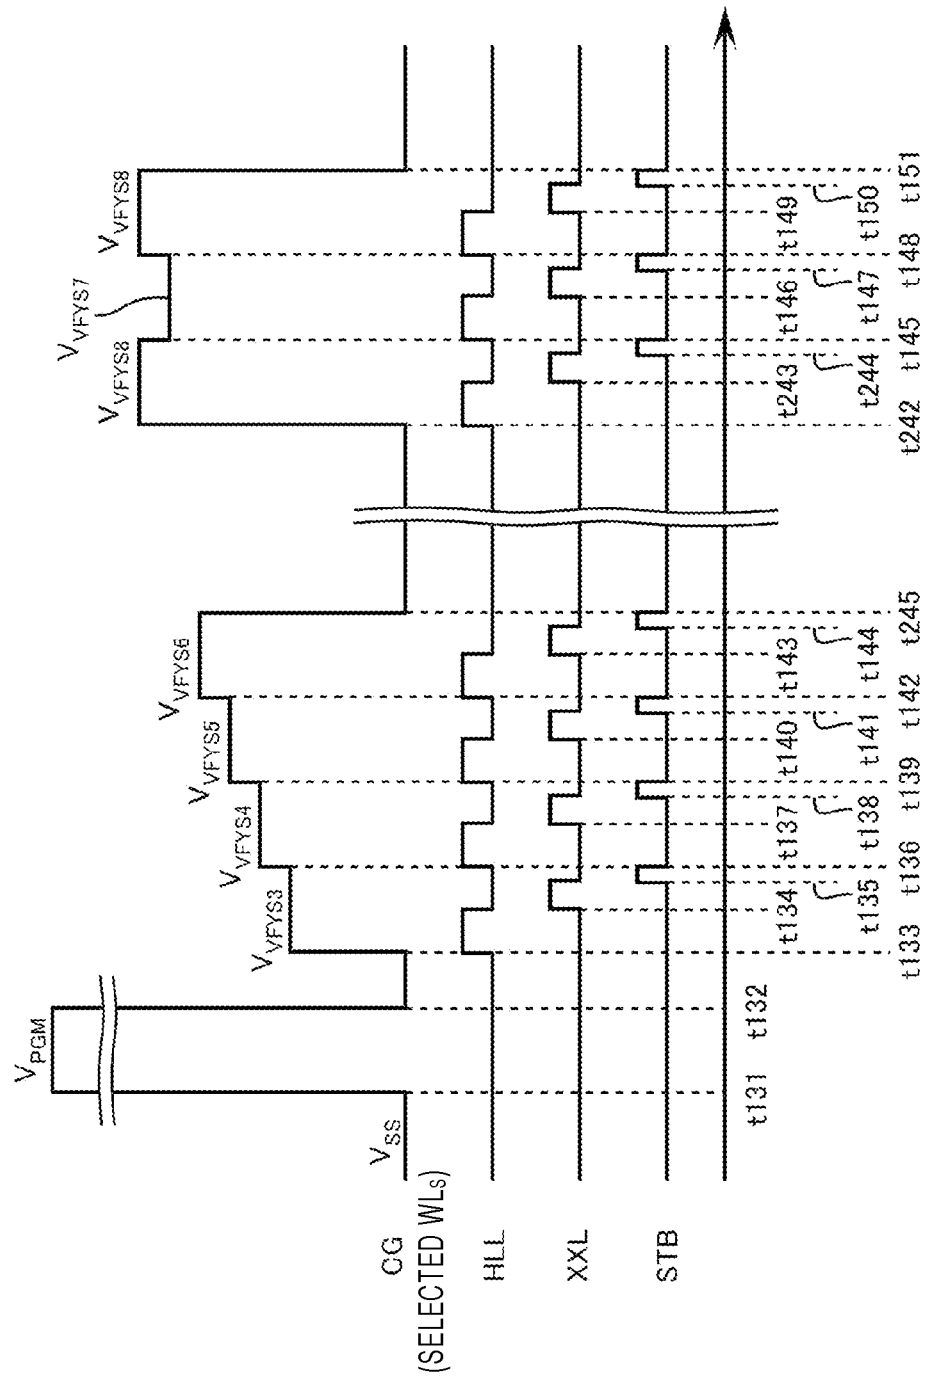 V_PGM
V_SS
V_VFYS3
V_VFYS4
V_VFYS5
V_VFYS6
V_VFYS8
V_VFYS7
V_VFYS8
CG
(SELECTED WLs)
HLL
XXL
STB
t131
t132
t134
t137
t140
t143
t243
t146
t149
t135
t138
t141
t144
t244
t147
t150
t133
t136
t139
t142
t245
t242
t145
t148
t151